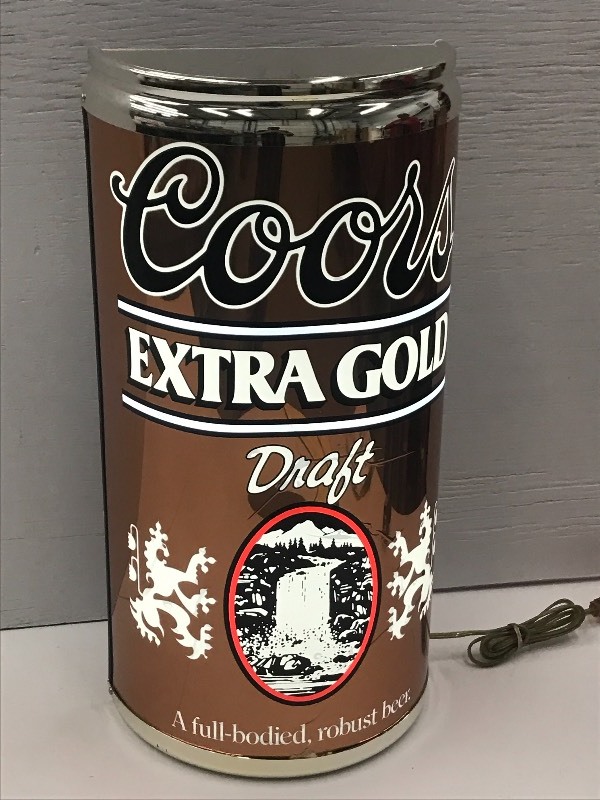 Coors
EXTRA GOLD
Draft
A full-bodied, robust beer.